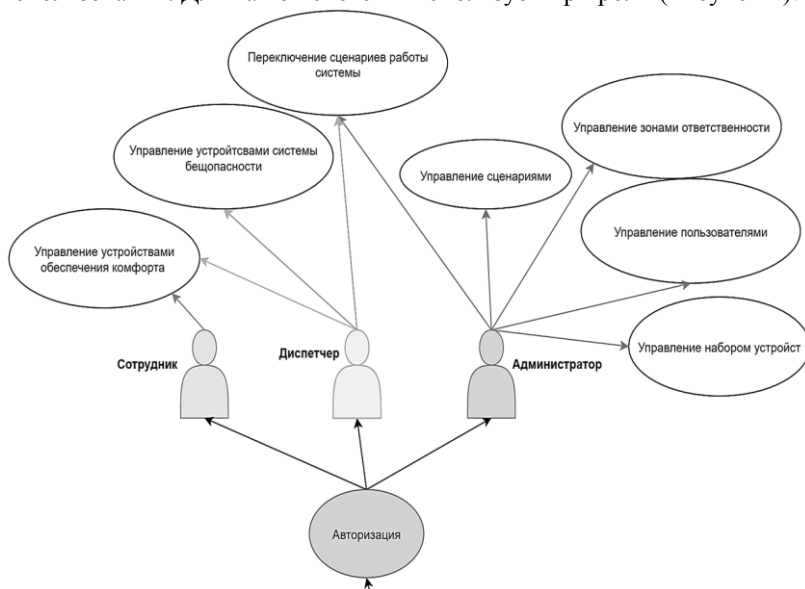 Переключение сценариев работы
системы
Управление зонами ответственности
Управление устройтсвами системы
бещопасности
Управление сценариями
Управление пользователями
Управление устройствами
обеспечения комфорта
Управление набором устройст
Сотрудник
Диспетчер
Администратор
Авторизация